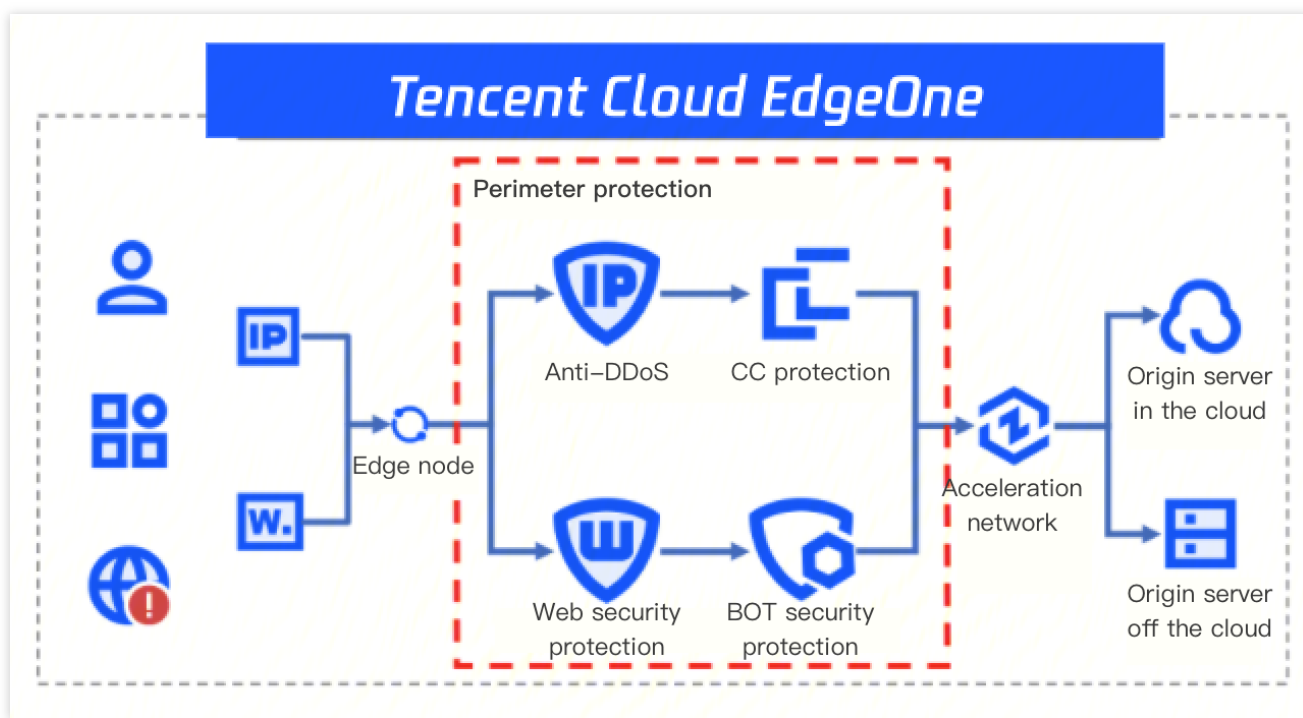 Tencent Cloud EdgeOne
Perimeter protection
IP
IP
Anti-DDoS
CC protection
Origin server
in the cloud
Edge node
Acceleration
network
W.
W
Web security
protection
BOT security
protection
Origin server
off the cloud